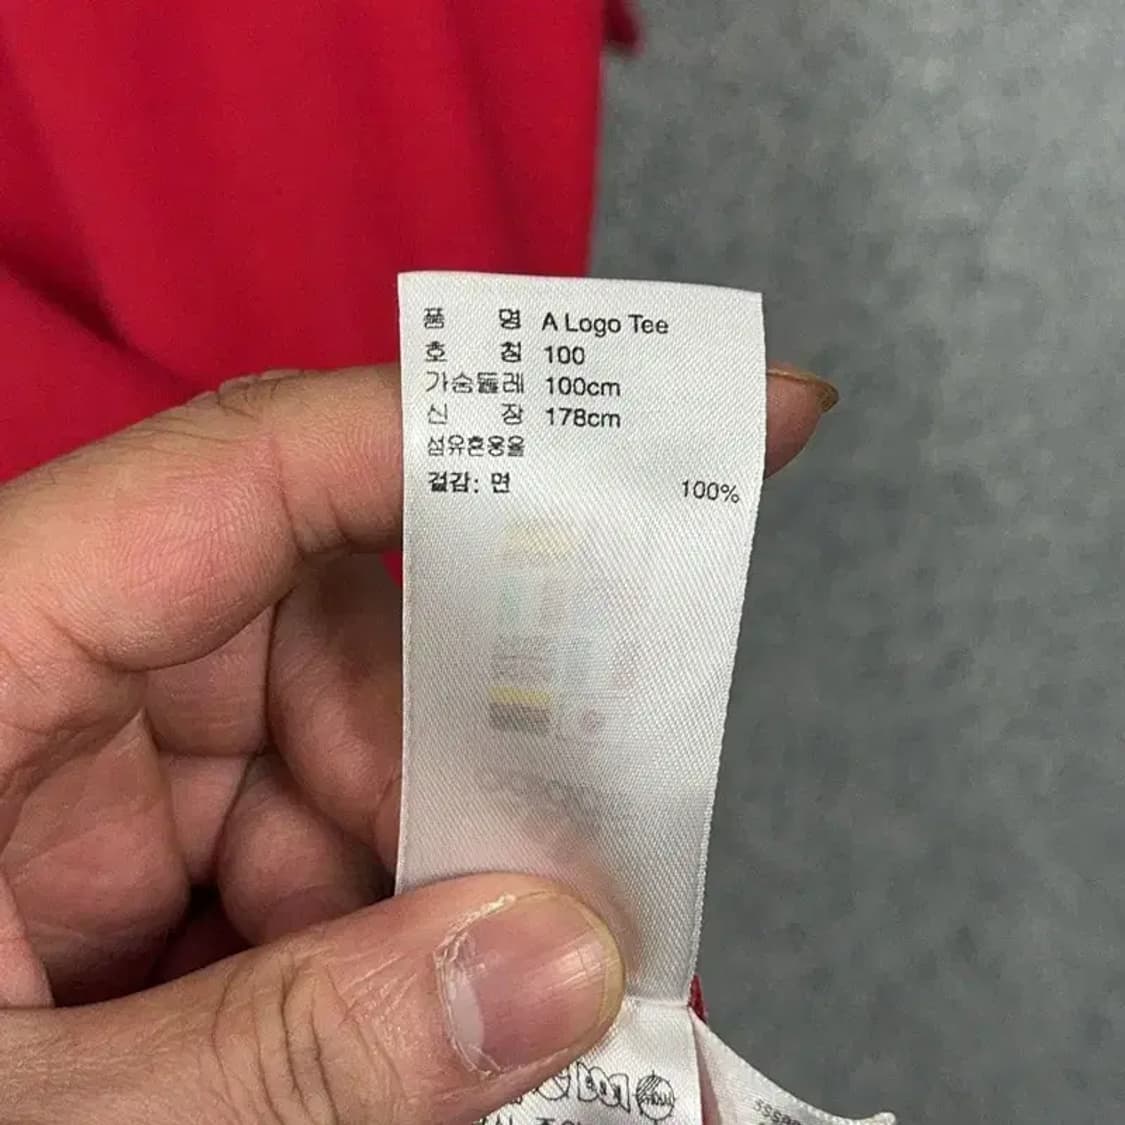 품 명 A Logo Tee
호 칭 100
가슴둘레 100cm
신 장 178cm
섬유혼용율
겉감: 면 100%